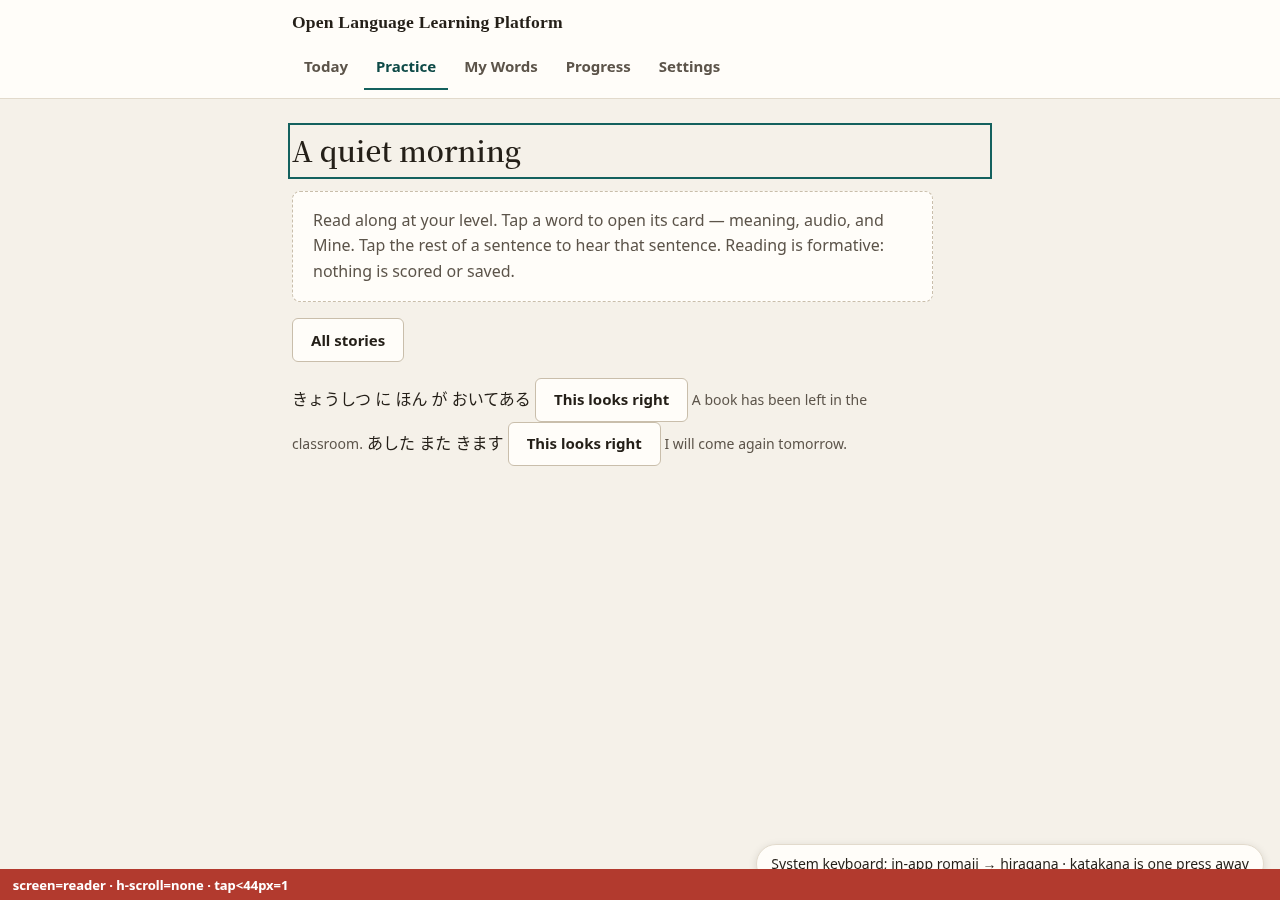 Open Language Learning Platform
Today Practice My Words Progress Settings
A quiet morning
Read along at your level. Tap a word to open its card — meaning, audio, and
Mine. Tap the rest of a sentence to hear that sentence. Reading is formative:
nothing is scored or saved.
All stories
きょうしつ に ほん が おいてある This looks right A book has been left in the
classroom. あした また きます This looks right I will come again tomorrow.
System keyboard: in-app romaji → hiragana · katakana is one press away
screen=reader · h-scroll=none · tap<44px=1